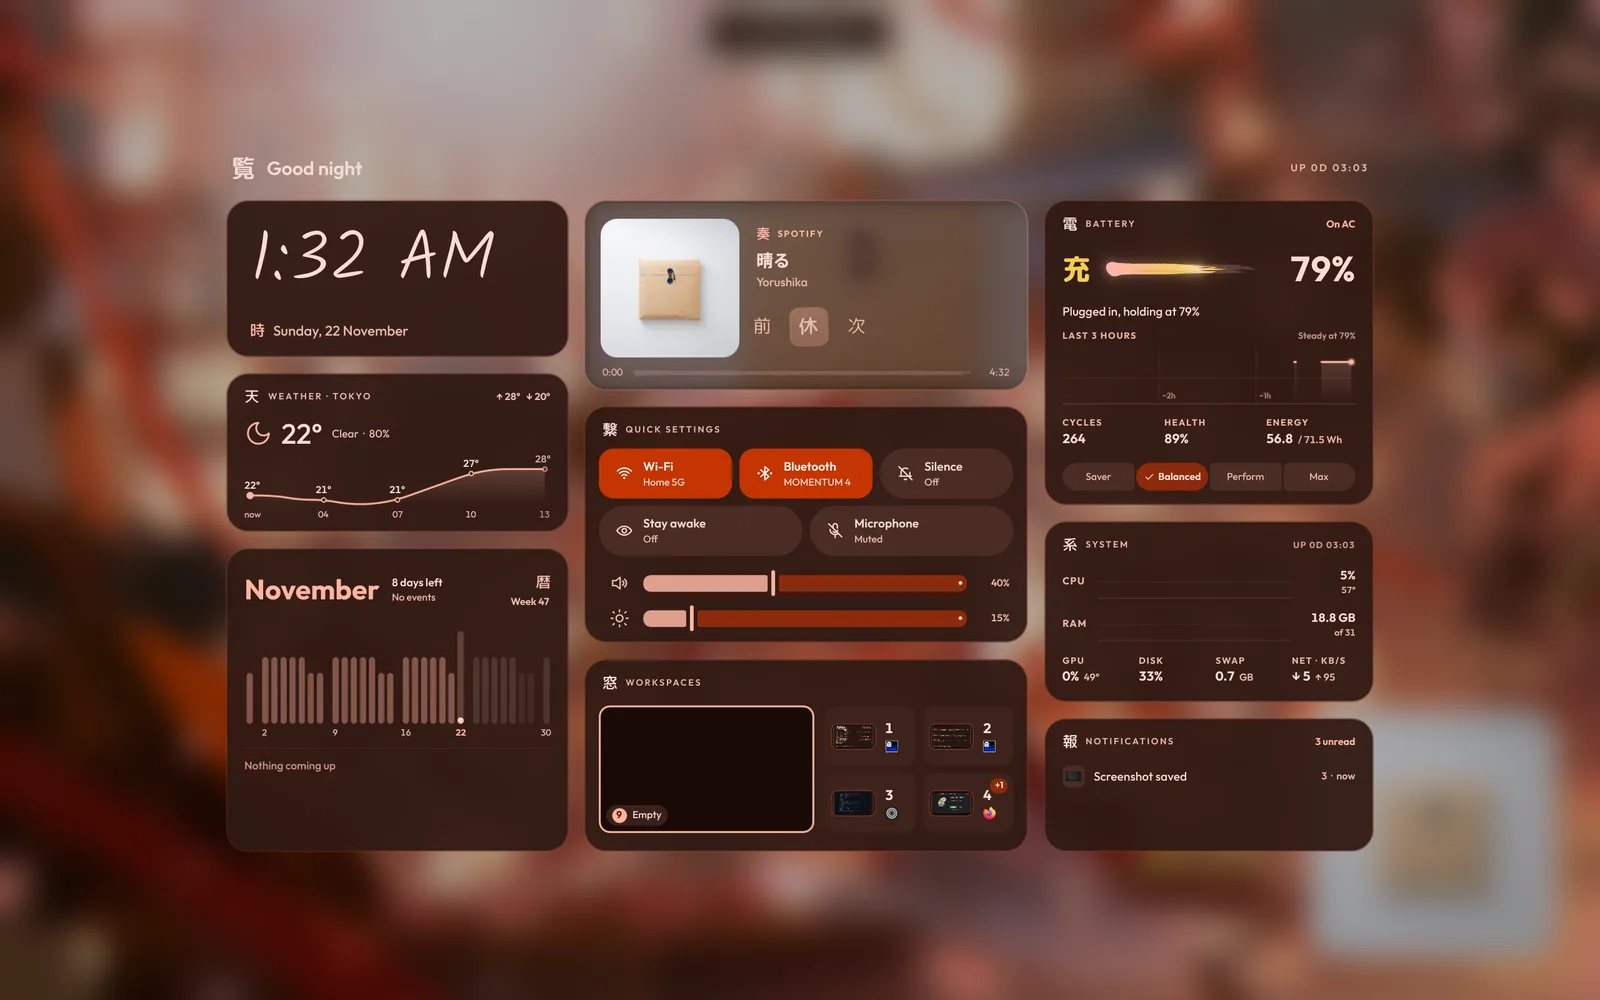 覧 Good night
UP 0D 03:03
1:32 AM
時 Sunday, 22 November
天 WEATHER · TOKYO ↑ 28° ↓ 20°
22° Clear · 80%
22° 21° 21° 27° 28°
now 04 07 10 13
November 8 days left 暦
No events Week 47
2 9 16 22 30
Nothing coming up
奏 SPOTIFY
晴る
Yorushika
前 休 次
0:00 4:32
繋 QUICK SETTINGS
Wi-Fi
Home 5G
Bluetooth
MOMENTUM 4
Silence
Off
Stay awake
Off
Microphone
Muted
40%
15%
窓 WORKSPACES
9 Empty
1
2
3
4
+1
電 BATTERY On AC
充 79%
Plugged in, holding at 79%
LAST 3 HOURS Steady at 79%
-2h -1h
CYCLES HEALTH ENERGY
264 89% 56.8 / 71.5 Wh
Saver ✓ Balanced Perform Max
系 SYSTEM UP 0D 03:03
CPU 5%
57°
RAM 18.8 GB
of 31
GPU DISK SWAP NET · KB/S
0% 49° 33% 0.7 GB ↓ 5 ↑ 95
報 NOTIFICATIONS 3 unread
Screenshot saved 3 · now